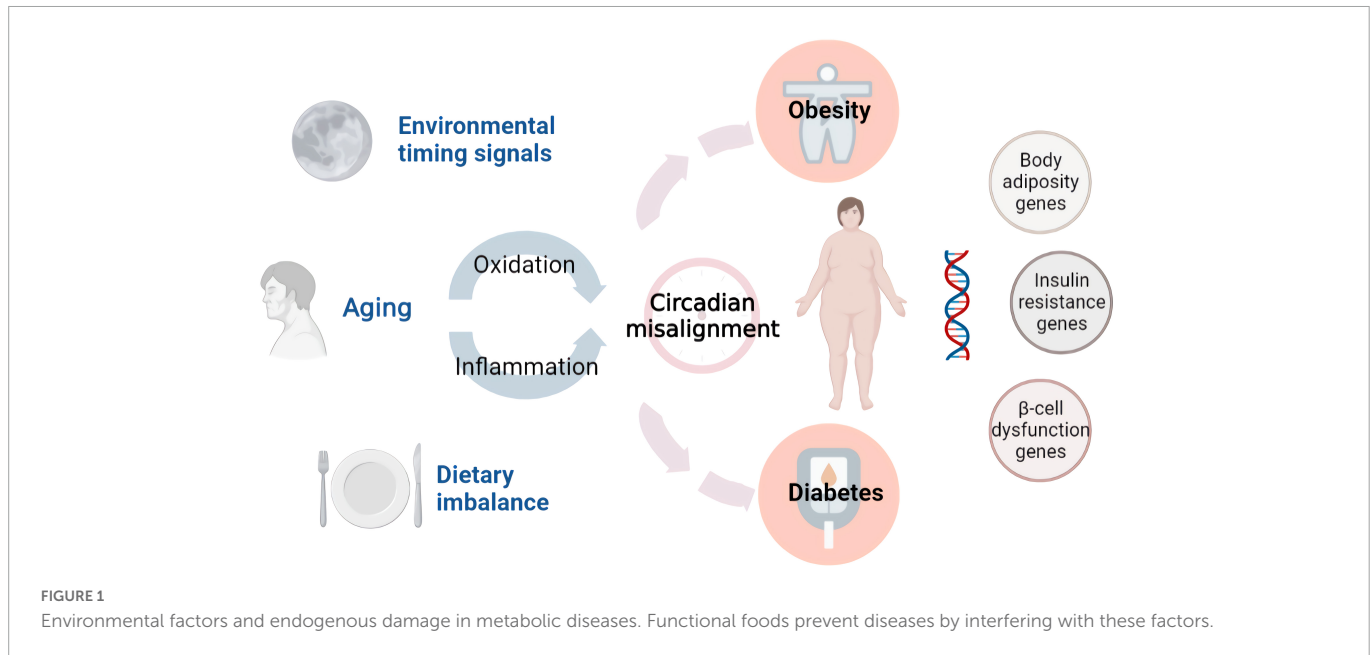 Environmental
timing signals
Aging
Dietary
imbalance
Oxidation
Inflammation
Circadian
misalignment
Obesity
Diabetes
Body
adiposity
genes
Insulin
resistance
genes
β-cell
dysfunction
genes
FIGURE 1
Environmental factors and endogenous damage in metabolic diseases. Functional foods prevent diseases by interfering with these factors.